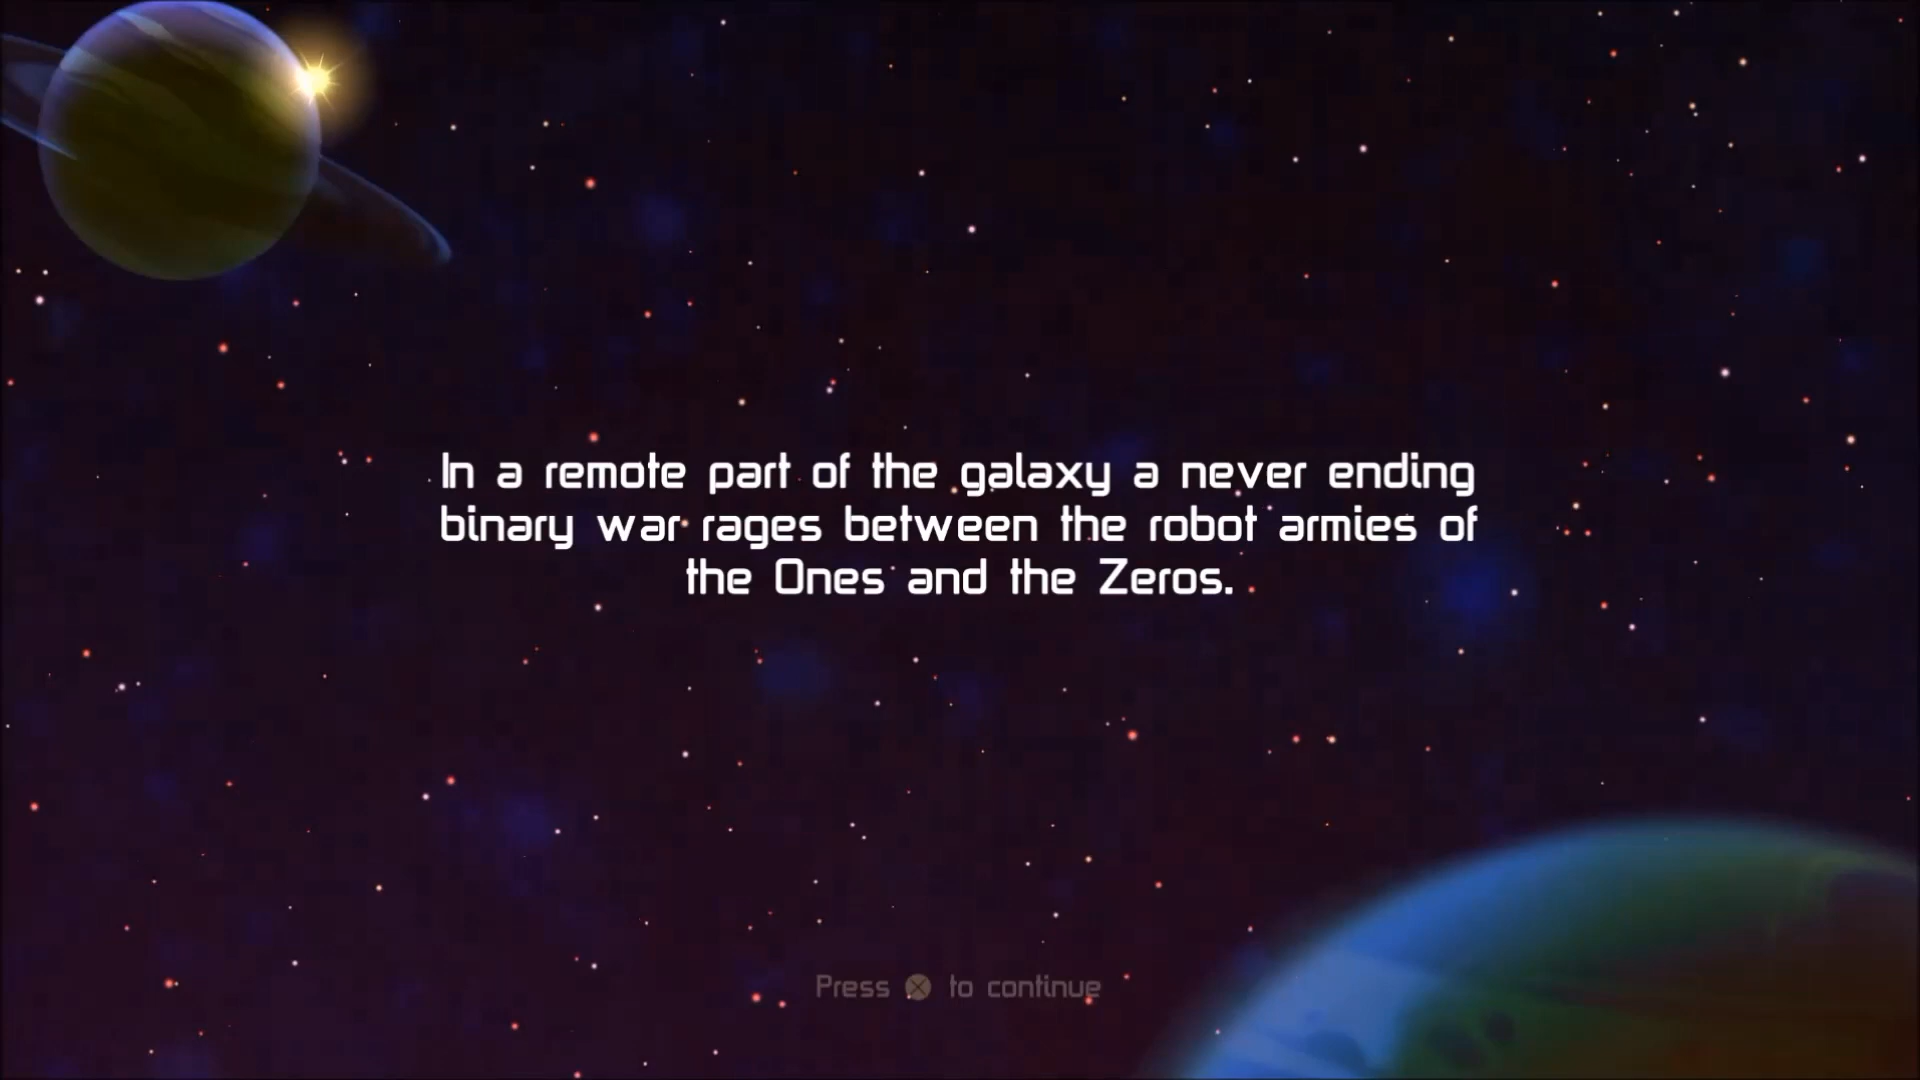 In a remote part of the galaxy a never ending
binary war rages between the robot armies of
the Ones and the Zeros.
Press ⊗ to continue